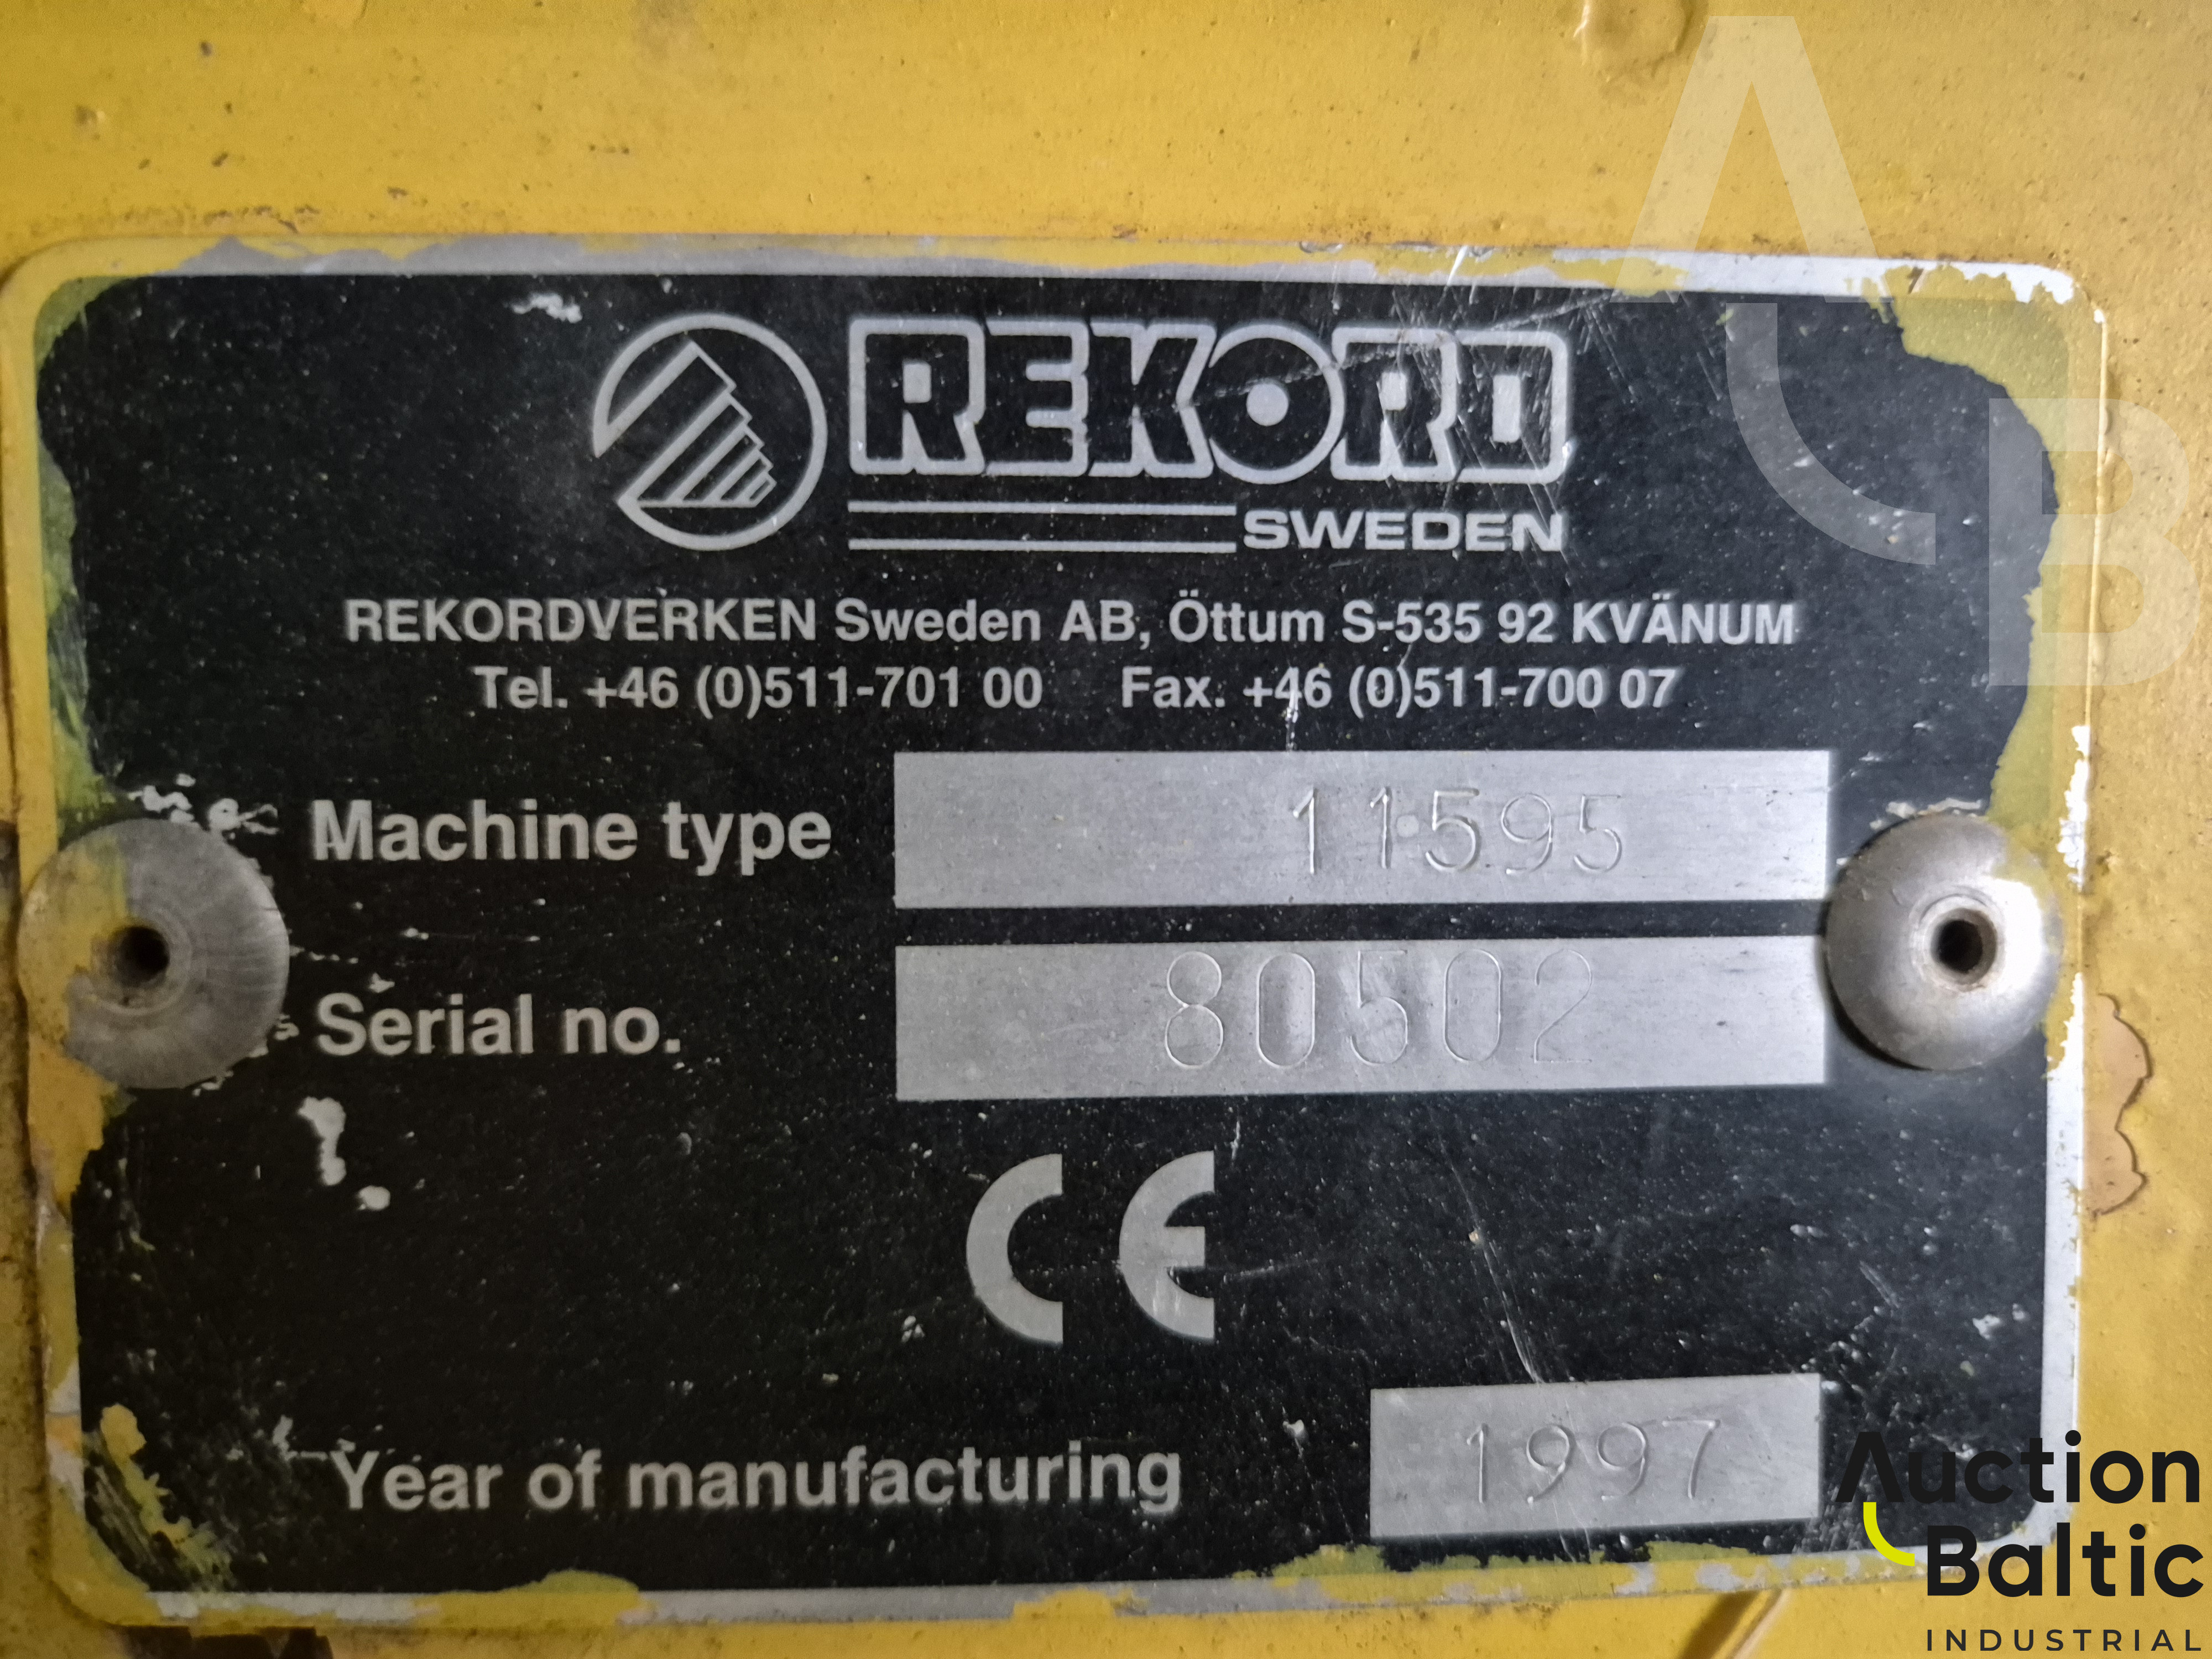 REKORD
SWEDEN
REKORDVERKEN Sweden AB, Öttum S-535 92 KVÄNUM
Tel. +46 (0)511-701 00 Fax. +46 (0)511-700 07
Machine type 11595
Serial no. 80502
CE
Year of manufacturing 1997
AB
Auction
Baltic
INDUSTRIAL